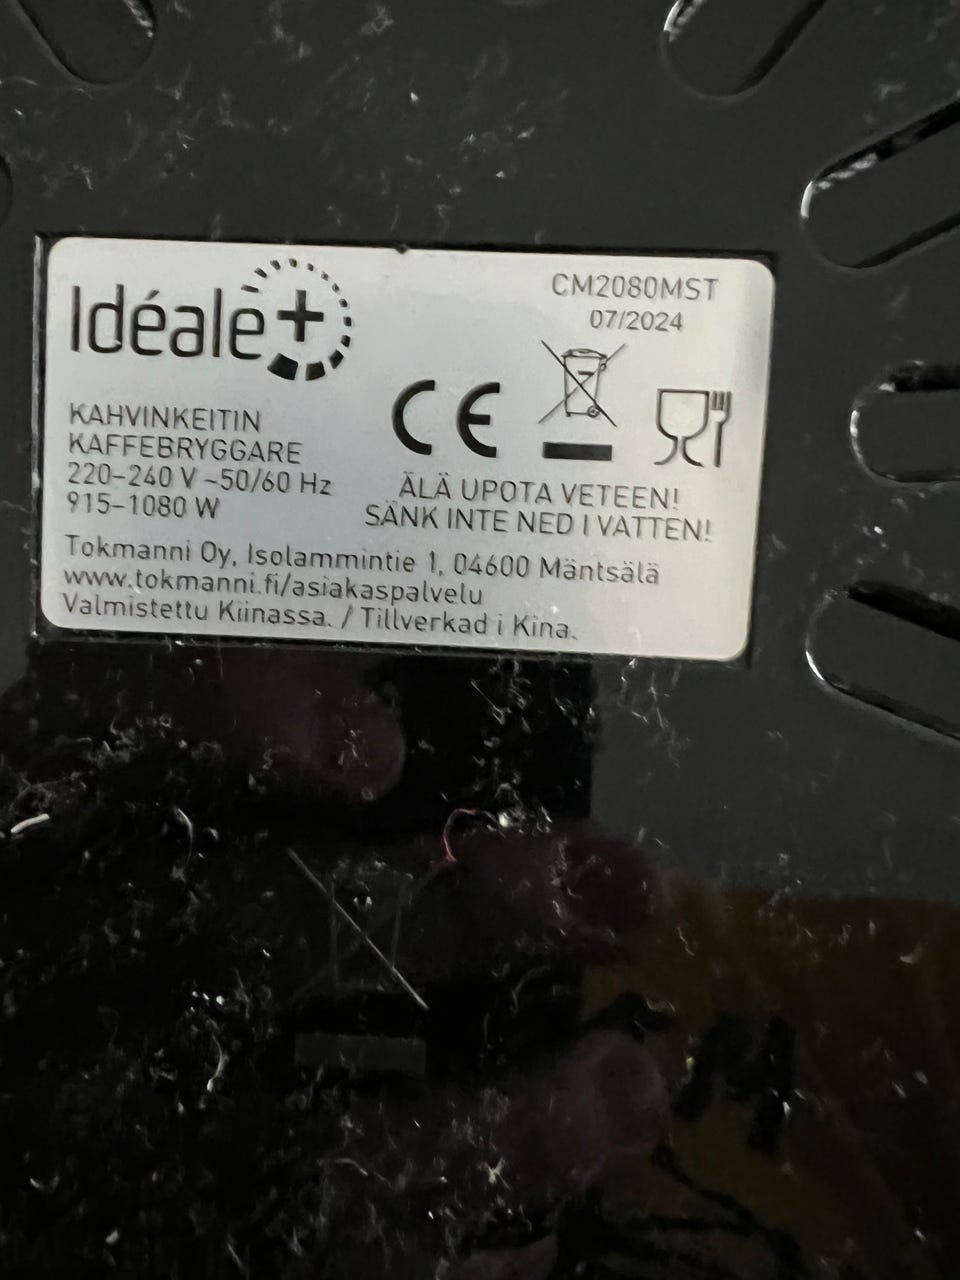 Idéale+
CM2080MST
07/2024
KAHVINKEITIN
KAFFEBRYGGARE
220-240 V ~50/60 Hz
915-1080 W
CE
ÄLÄ UPOTA VETEEN!
SÄNK INTE NED I VATTEN!
Tokmanni Oy, Isolammintie 1, 04600 Mäntsälä
www.tokmanni.fi/asiakaspalvelu
Valmistettu Kiinassa. / Tillverkad i Kina.